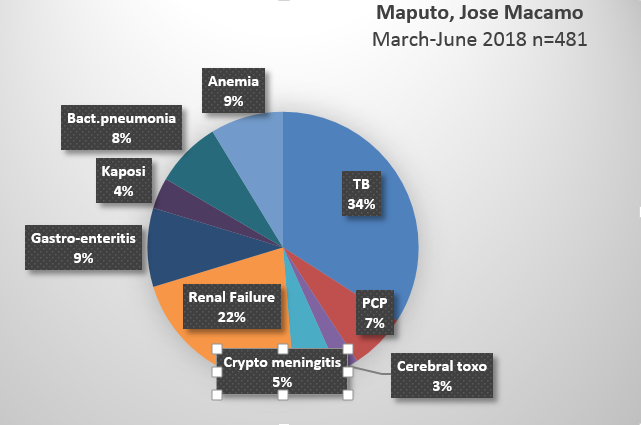 Maputo, Jose Macamo
March-June 2018 n=481
Anemia
9%
Bact.pneumonia
8%
Kaposi
4%
TB
34%
Gastro-enteritis
9%
Renal Failure
22%
PCP
7%
Crypto meningitis
5%
Cerebral toxo
3%